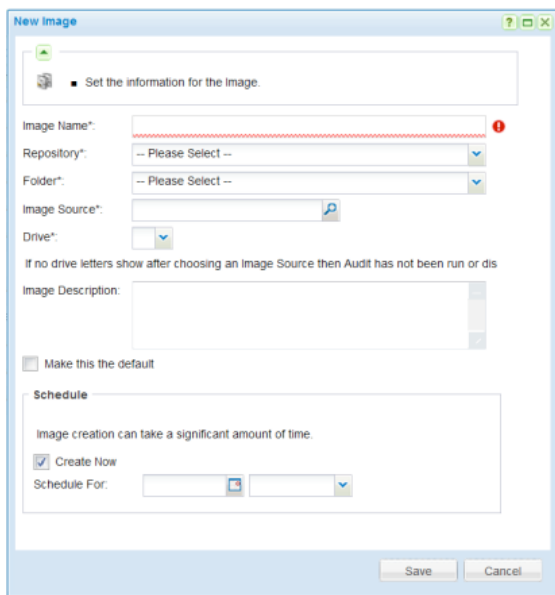 New Image
Set the information for the Image.
Image Name*:
Repository*: -- Please Select --
Folder*: -- Please Select --
Image Source*:
Drive*:
If no drive letters show after choosing an Image Source then Audit has not been run or dis
Image Description:
Make this the default
Schedule
Image creation can take a significant amount of time.
Create Now
Schedule For:
Save Cancel